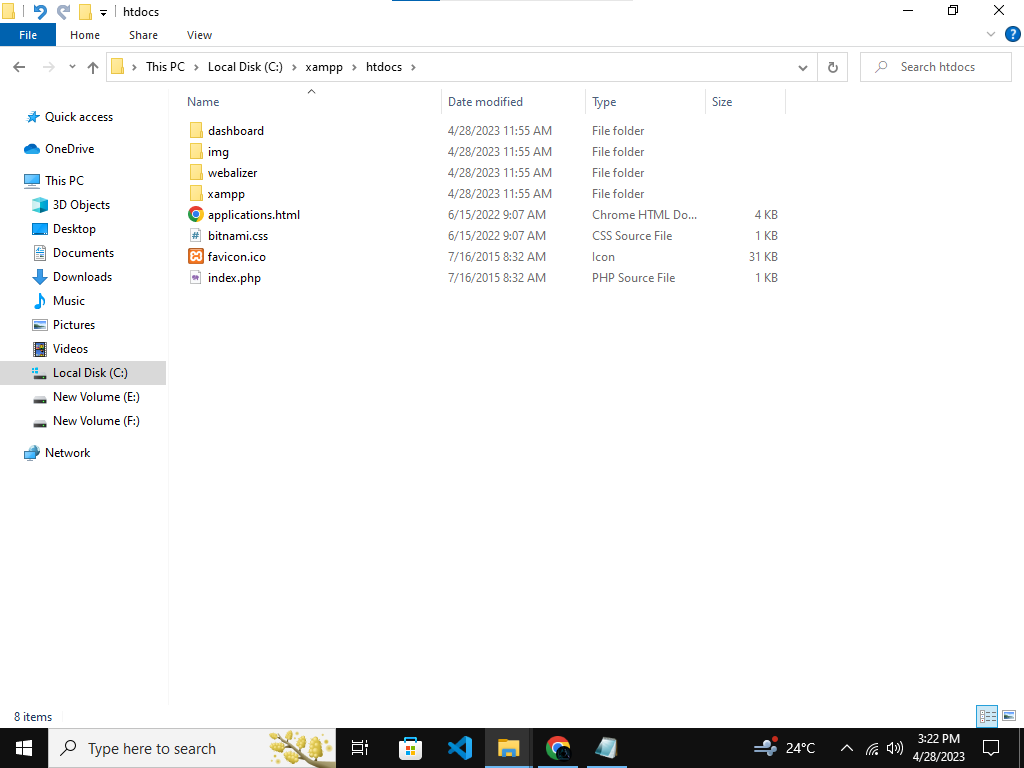 htdocs
File Home Share View
This PC Local Disk (C:) xampp htdocs Search htdocs
Name Date modified Type Size
Quick access
OneDrive
This PC
3D Objects
Desktop
Documents
Downloads
Music
Pictures
Videos
Local Disk (C:)
New Volume (E:)
New Volume (F:)
Network
dashboard 4/28/2023 11:55 AM File folder
img 4/28/2023 11:55 AM File folder
webalizer 4/28/2023 11:55 AM File folder
xampp 4/28/2023 11:55 AM File folder
applications.html 6/15/2022 9:07 AM Chrome HTML Do... 4 KB
bitnami.css 6/15/2022 9:07 AM CSS Source File 1 KB
favicon.ico 7/16/2015 8:32 AM Icon 31 KB
index.php 7/16/2015 8:32 AM PHP Source File 1 KB
8 items
Type here to search
24°C
3:22 PM
4/28/2023